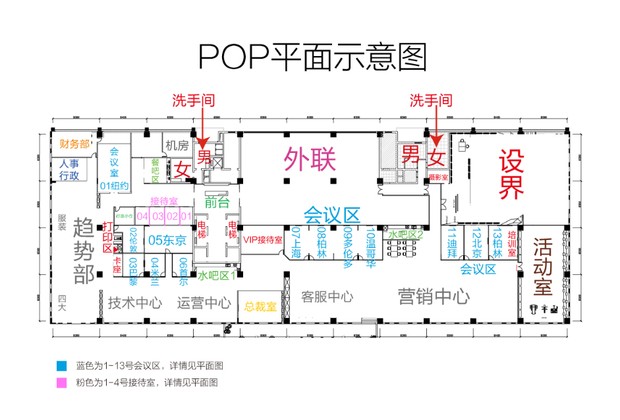 POP平面示意图
洗手间
洗手间
财务部
人事
行政
会议室
01纽约
餐吧区
机房
女
男
外联
男
女
摄影室
设界
接待室
04
03
02
01
前台
会议区
服装
趋势部
四大
打印区
卡座
02伦敦
03巴黎
05东京
04米兰
06首尔
电梯
电梯
VIP接待室
07上海
08柏林
09多伦多
10温哥华
水吧区2
11迪拜
12北京
13柏林
培训室
会议区
活动室
水吧区1
技术中心
运营中心
总裁室
客服中心
营销中心
蓝色为1-13号会议区，详情见平面图
粉色为1-4号接待室，详情见平面图